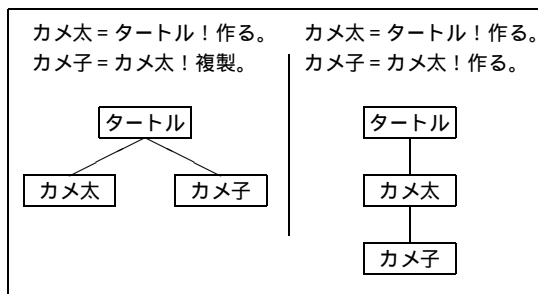 カメ太=タートル!作る。
カメ子=カメ太!複製。
タートル
カメ太 カメ子
カメ太=タートル!作る。
カメ子=カメ太!作る。
タートル
カメ太
カメ子